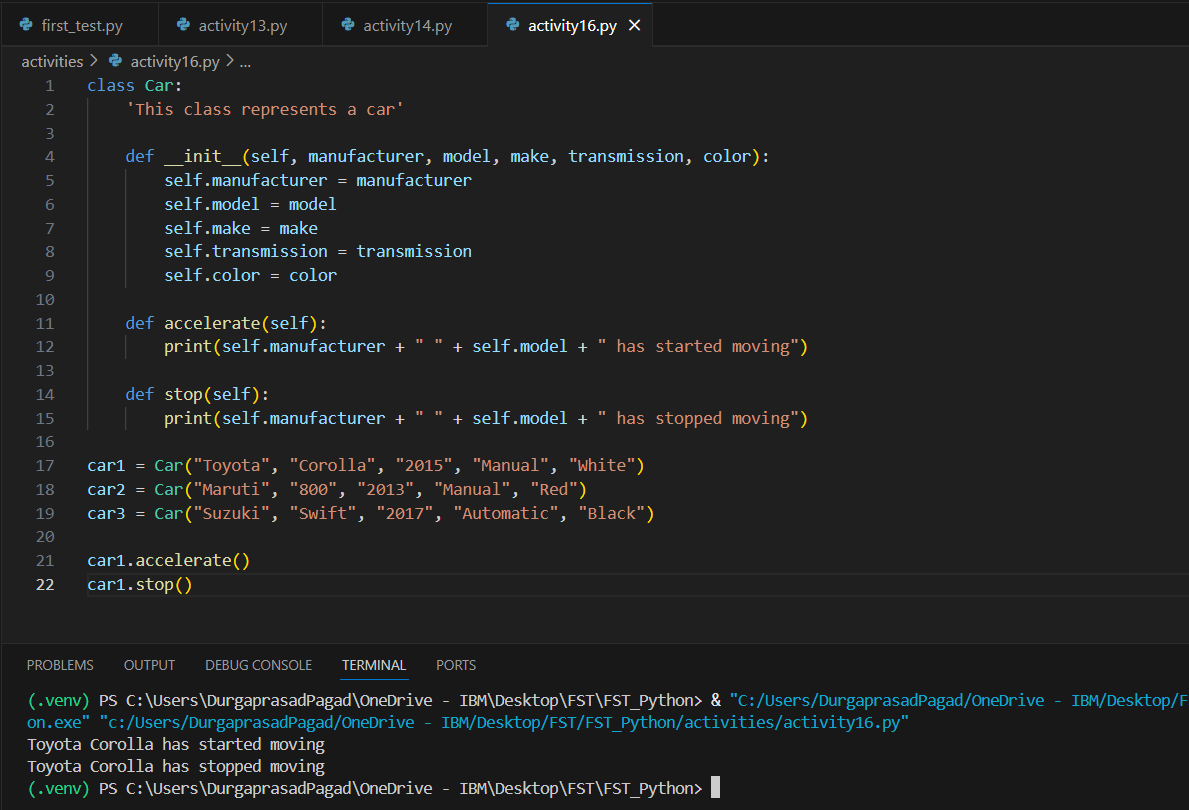 first_test.py activity13.py activity14.py activity16.py ✕
activities > activity16.py > ...
1 class Car:
2     'This class represents a car'
3
4     def __init__(self, manufacturer, model, make, transmission, color):
5         self.manufacturer = manufacturer
6         self.model = model
7         self.make = make
8         self.transmission = transmission
9         self.color = color
10
11     def accelerate(self):
12         print(self.manufacturer + " " + self.model + " has started moving")
13
14     def stop(self):
15         print(self.manufacturer + " " + self.model + " has stopped moving")
16
17 car1 = Car("Toyota", "Corolla", "2015", "Manual", "White")
18 car2 = Car("Maruti", "800", "2013", "Manual", "Red")
19 car3 = Car("Suzuki", "Swift", "2017", "Automatic", "Black")
20
21 car1.accelerate()
22 car1.stop()
PROBLEMS OUTPUT DEBUG CONSOLE TERMINAL PORTS
(.venv) PS C:\Users\DurgaprasadPagad\OneDrive - IBM\Desktop\FST\FST_Python> & "C:/Users/DurgaprasadPagad/OneDrive - IBM/Desktop/F
on.exe" "c:/Users/DurgaprasadPagad/OneDrive - IBM/Desktop/FST/FST_Python/activities/activity16.py"
Toyota Corolla has started moving
Toyota Corolla has stopped moving
(.venv) PS C:\Users\DurgaprasadPagad\OneDrive - IBM\Desktop\FST\FST_Python>